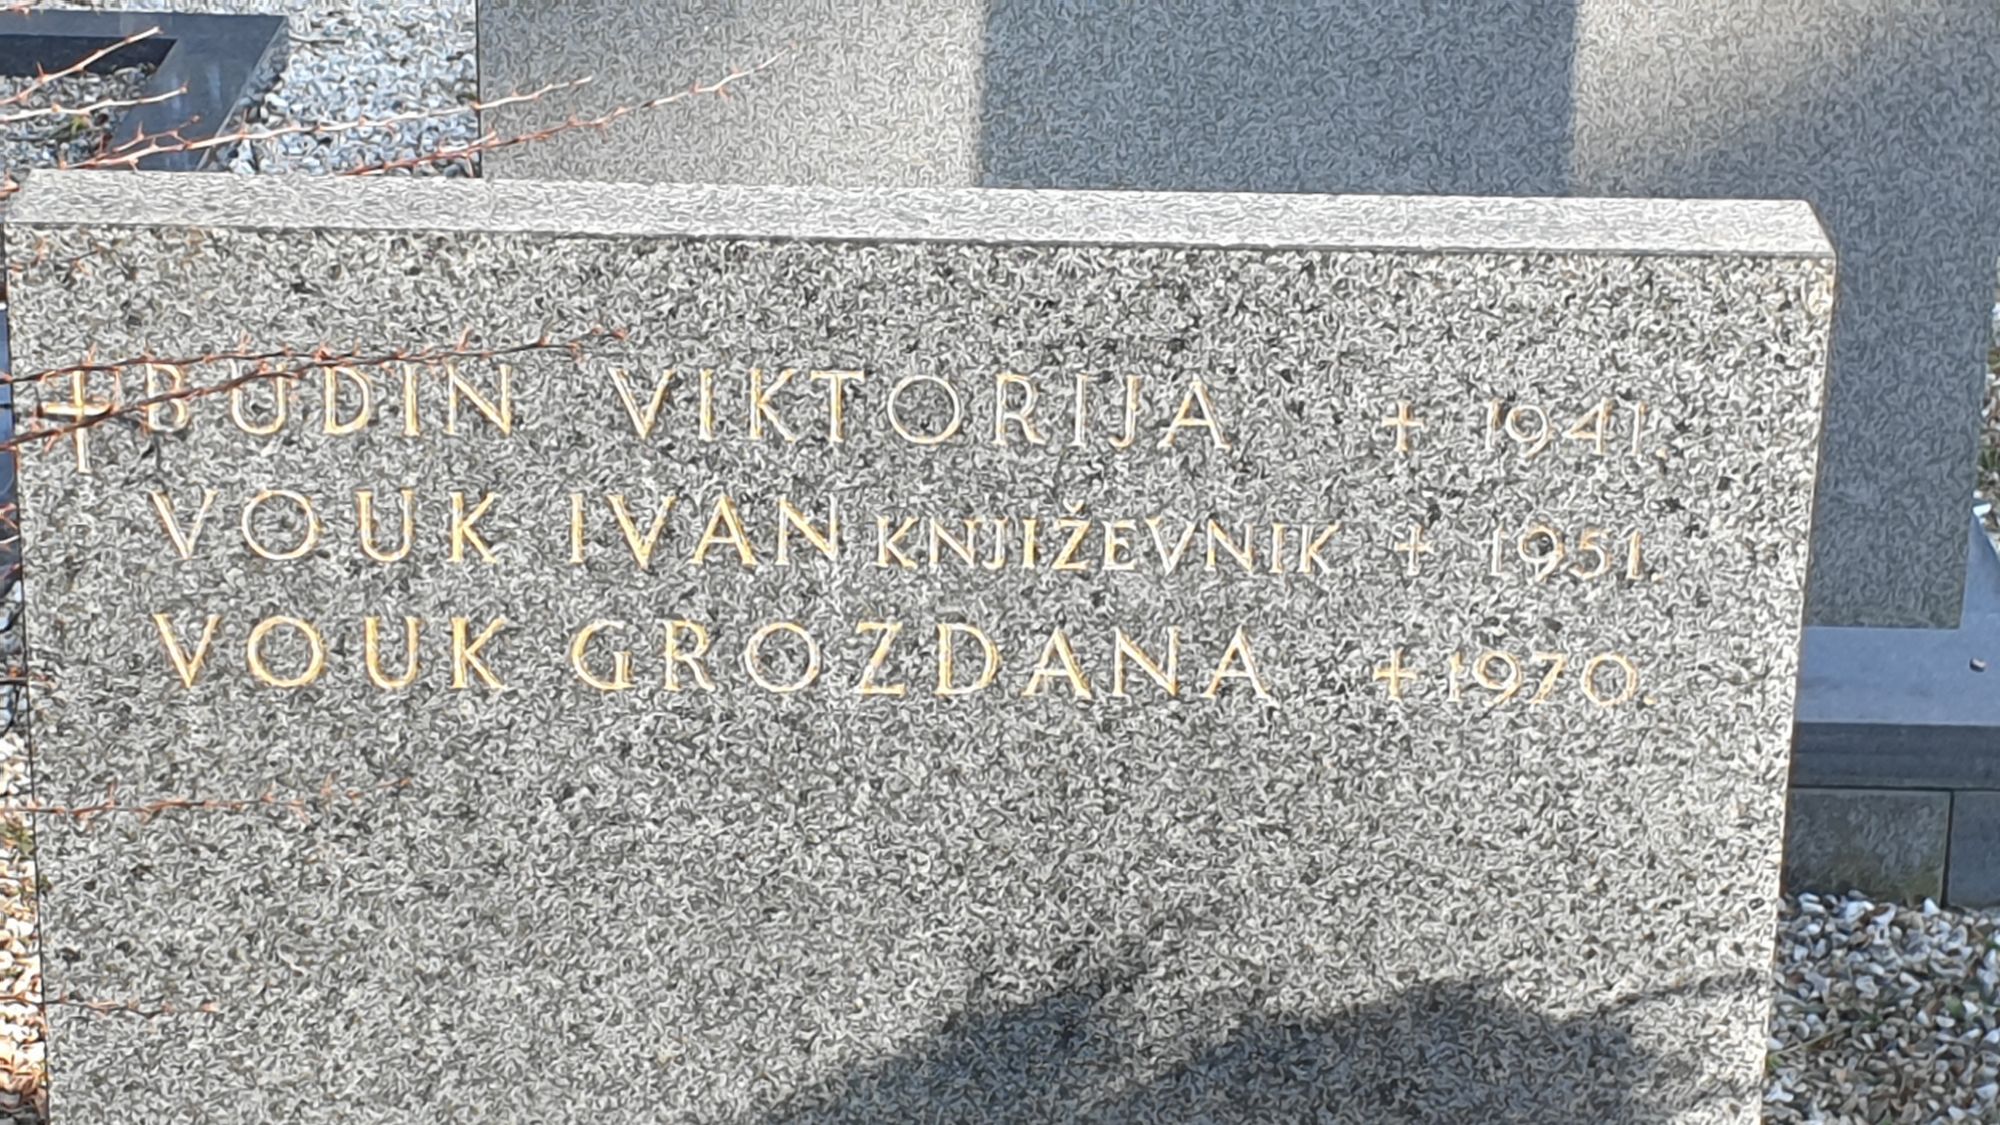 ✝ BUDIN VIKTORIJA + 1941.
VOUK IVAN KNJIŽEVNIK + 1951.
VOUK GROZDANA + 1970.